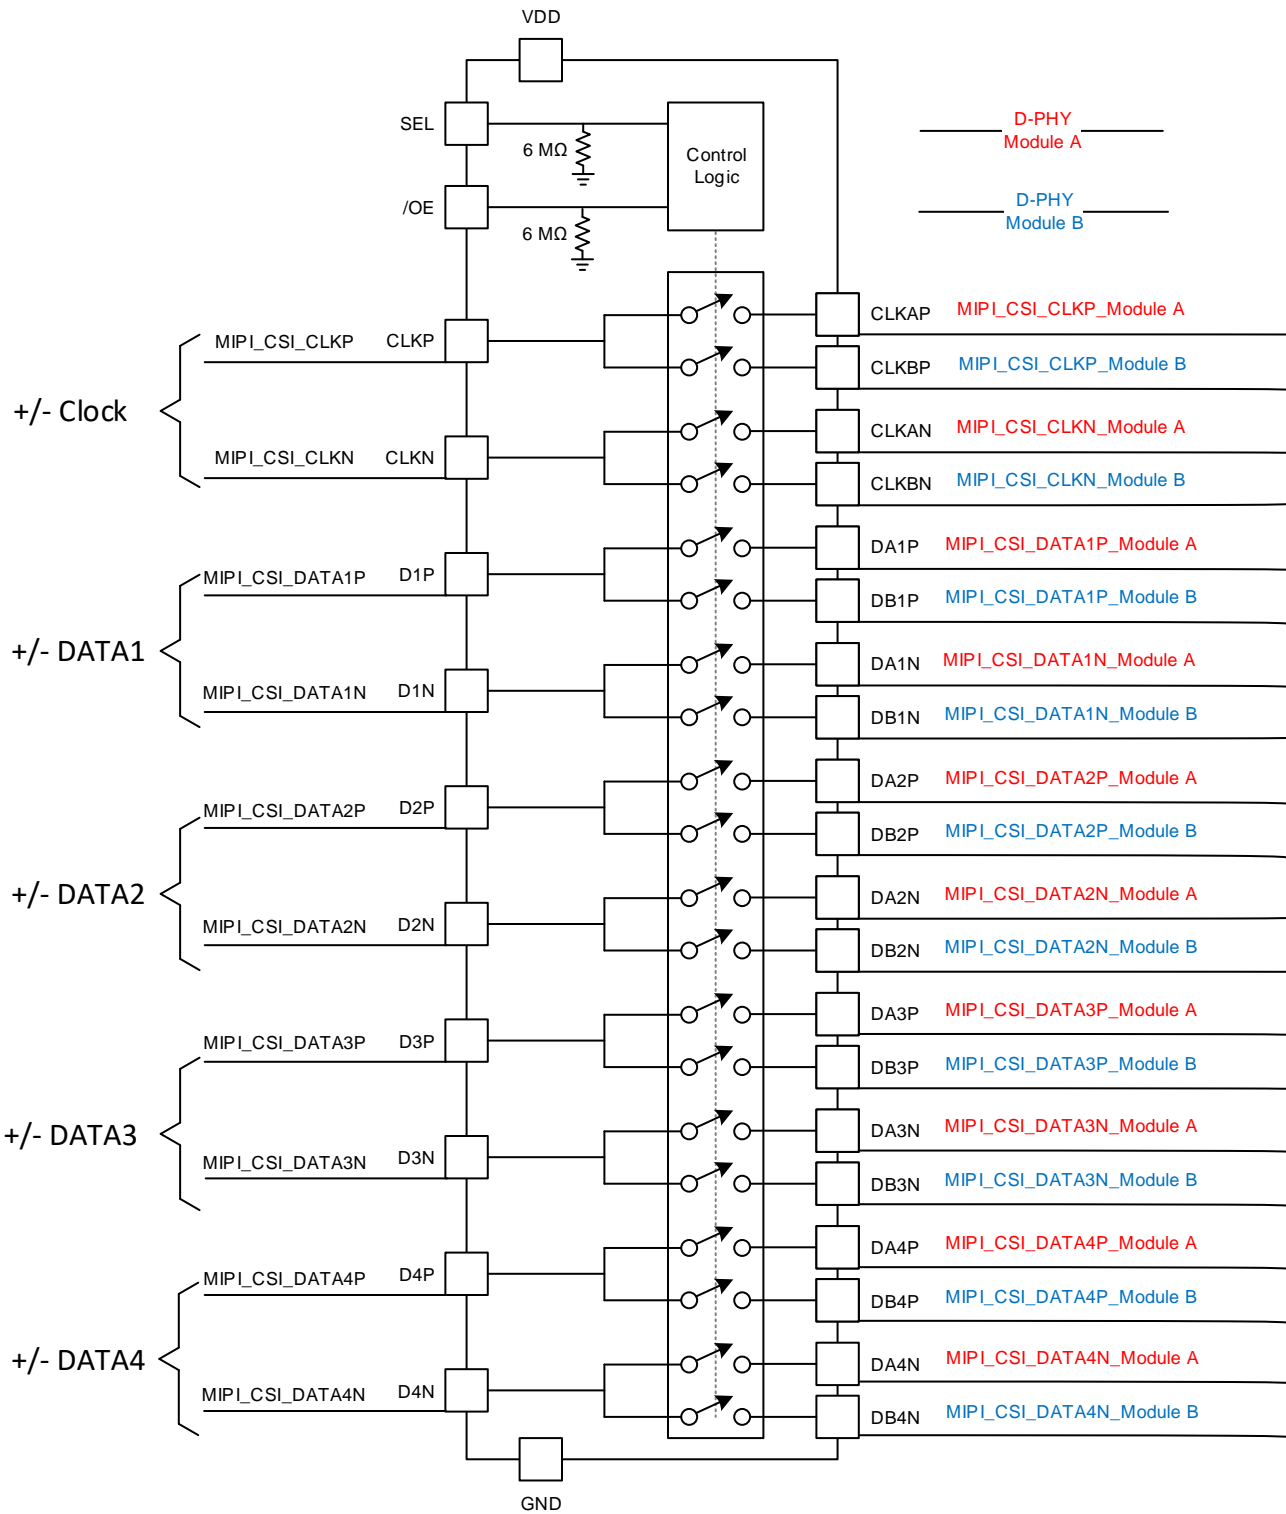 VDD
SEL
6 MΩ
Control
Logic
/OE
6 MΩ
D-PHY
Module A
D-PHY
Module B
+/- Clock
MIPI_CSI_CLKP CLKP
CLKAP MIPI_CSI_CLKP_Module A
CLKBP MIPI_CSI_CLKP_Module B
MIPI_CSI_CLKN CLKN
CLKAN MIPI_CSI_CLKN_Module A
CLKBN MIPI_CSI_CLKN_Module B
+/- DATA1
MIPI_CSI_DATA1P D1P
DA1P MIPI_CSI_DATA1P_Module A
DB1P MIPI_CSI_DATA1P_Module B
MIPI_CSI_DATA1N D1N
DA1N MIPI_CSI_DATA1N_Module A
DB1N MIPI_CSI_DATA1N_Module B
+/- DATA2
MIPI_CSI_DATA2P D2P
DA2P MIPI_CSI_DATA2P_Module A
DB2P MIPI_CSI_DATA2P_Module B
MIPI_CSI_DATA2N D2N
DA2N MIPI_CSI_DATA2N_Module A
DB2N MIPI_CSI_DATA2N_Module B
+/- DATA3
MIPI_CSI_DATA3P D3P
DA3P MIPI_CSI_DATA3P_Module A
DB3P MIPI_CSI_DATA3P_Module B
MIPI_CSI_DATA3N D3N
DA3N MIPI_CSI_DATA3N_Module A
DB3N MIPI_CSI_DATA3N_Module B
+/- DATA4
MIPI_CSI_DATA4P D4P
DA4P MIPI_CSI_DATA4P_Module A
DB4P MIPI_CSI_DATA4P_Module B
MIPI_CSI_DATA4N D4N
DA4N MIPI_CSI_DATA4N_Module A
DB4N MIPI_CSI_DATA4N_Module B
GND